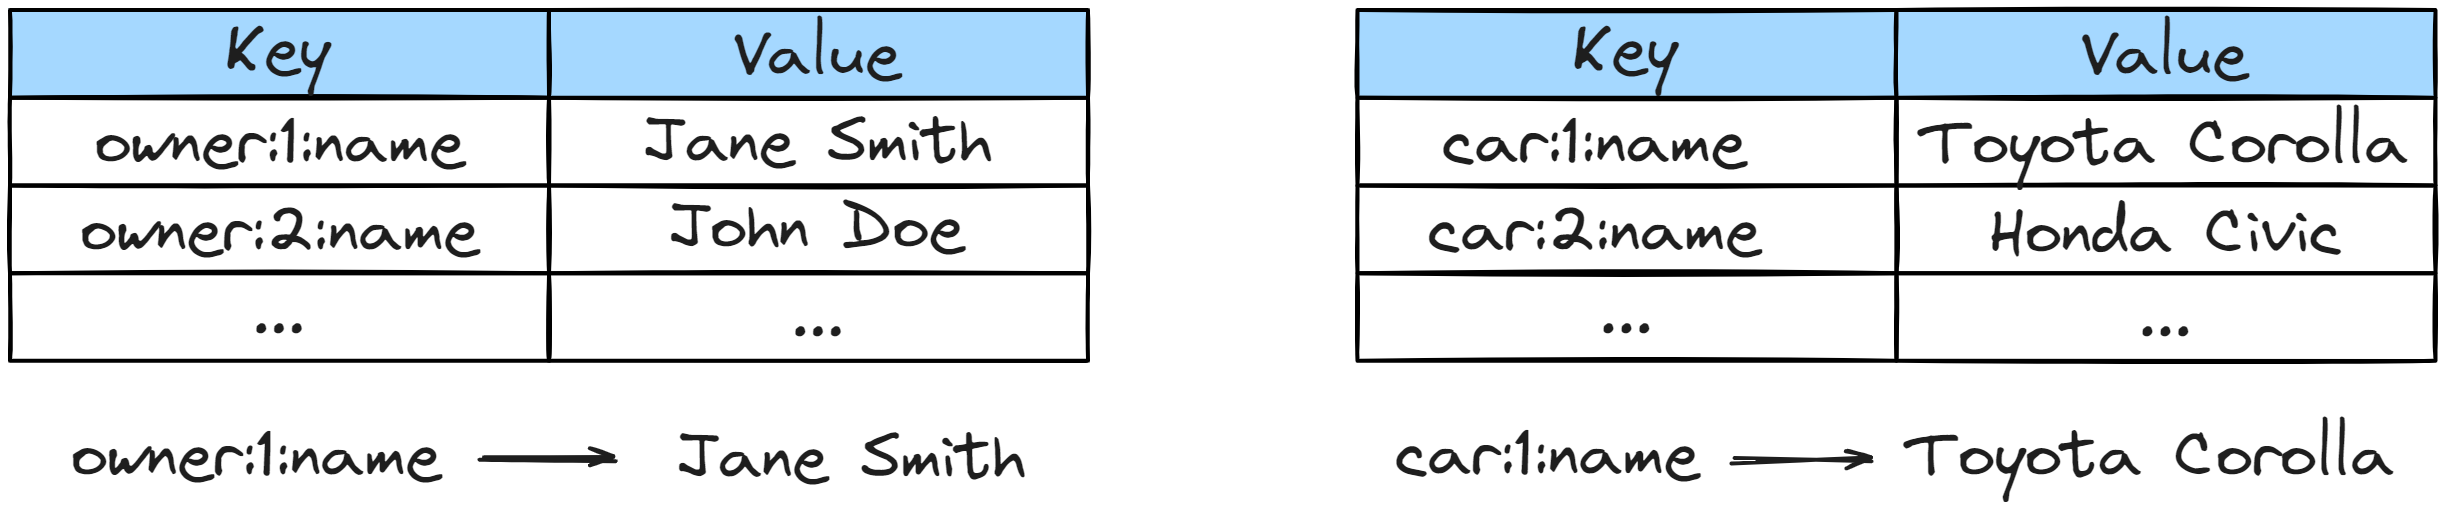 Key Value
owner:1:name Jane Smith
owner:2:name John Doe
... ...
owner:1:name → Jane Smith
Key Value
car:1:name Toyota Corolla
car:2:name Honda Civic
... ...
car:1:name → Toyota Corolla